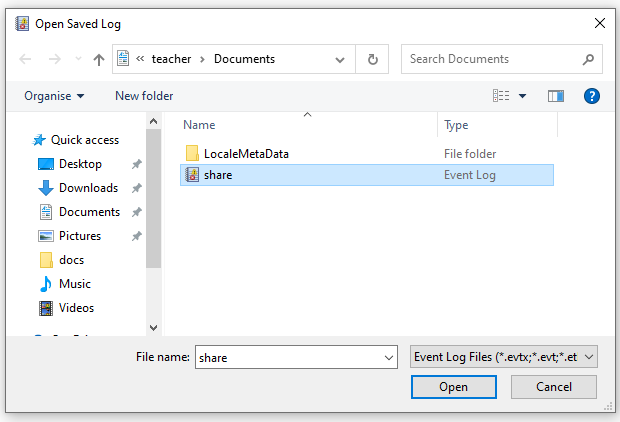 Open Saved Log
« teacher > Documents
Search Documents
Organise
New folder
Name
Type
Quick access
Desktop
Downloads
Documents
Pictures
docs
Music
Videos
LocaleMetaData
File folder
share
Event Log
File name: share
Event Log Files (*.evtx;*.evt;*.et
Open
Cancel